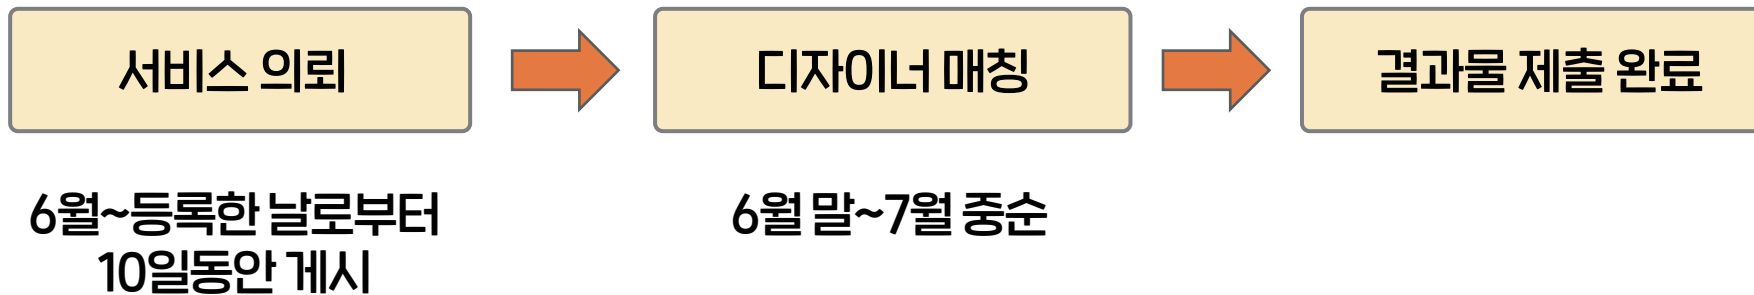 서비스 의뢰
디자이너 매칭
결과물 제출 완료
6월~등록한 날로부터
10일동안 게시
6월 말~7월 중순